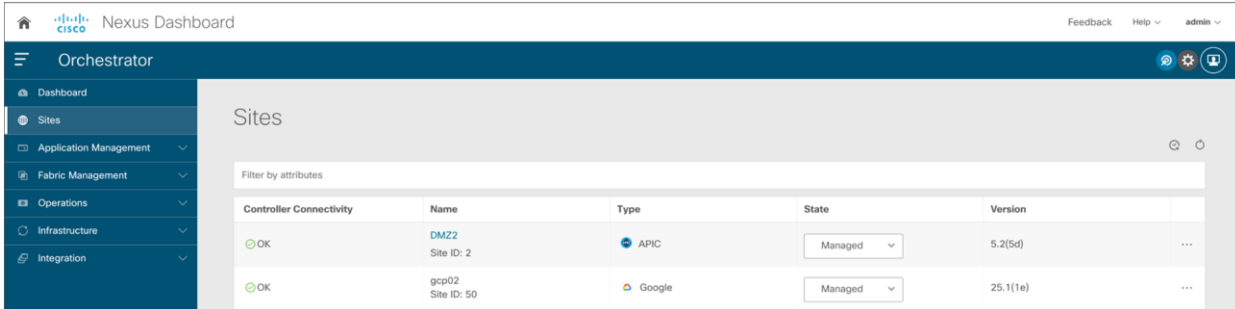 CISCO Nexus Dashboard Feedback Help admin
Orchestrator
Dashboard
Sites
Application Management
Fabric Management
Operations
Infrastructure
Integration
Sites
Filter by attributes
Controller Connectivity Name Type State Version
OK DMZ2 APIC Managed 5.2(5d) ...
Site ID: 2
OK gcp02 Google Managed 25.1(1e) ...
Site ID: 50